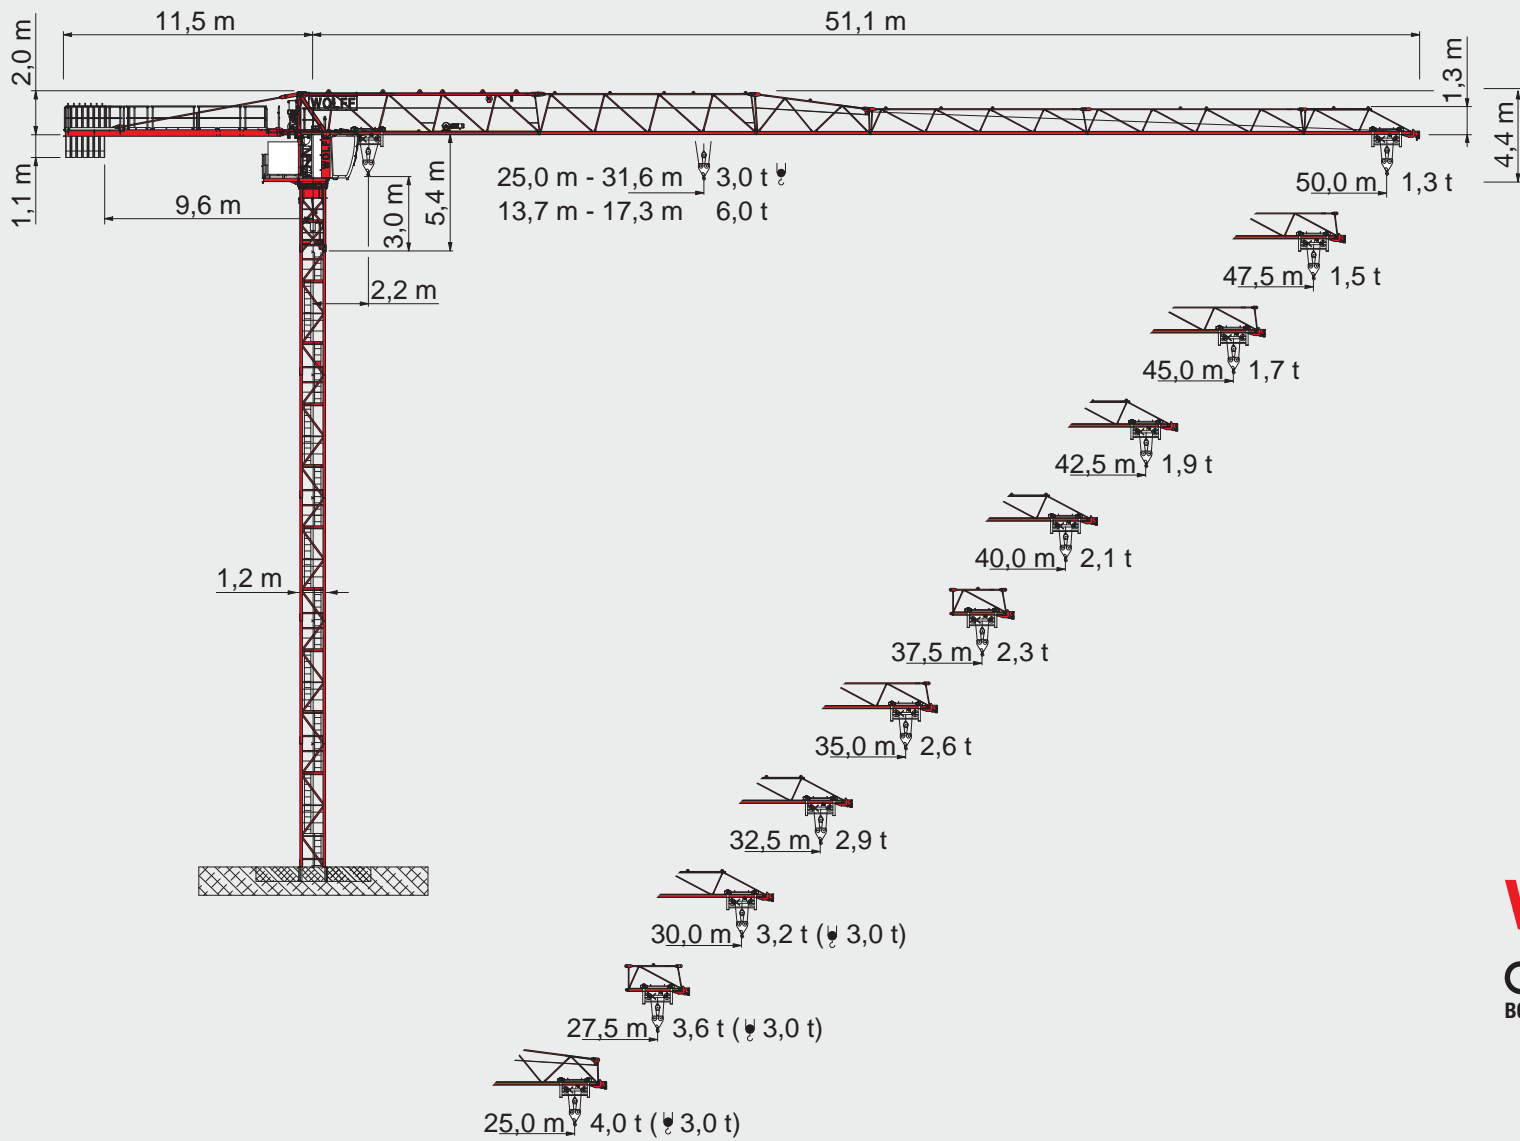 11,5 m
51,1 m
2,0 m
1,3 m
4,4 m
WOLFF
WOLFF
1,1 m
9,6 m
3,0 m
5,4 m
25,0 m - 31,6 m 3,0 t
13,7 m - 17,3 m 6,0 t
50,0 m 1,3 t
2,2 m
47,5 m 1,5 t
45,0 m 1,7 t
42,5 m 1,9 t
40,0 m 2,1 t
1,2 m
37,5 m 2,3 t
35,0 m 2,6 t
32,5 m 2,9 t
30,0 m 3,2 t ( 3,0 t)
27,5 m 3,6 t ( 3,0 t)
25,0 m 4,0 t ( 3,0 t)